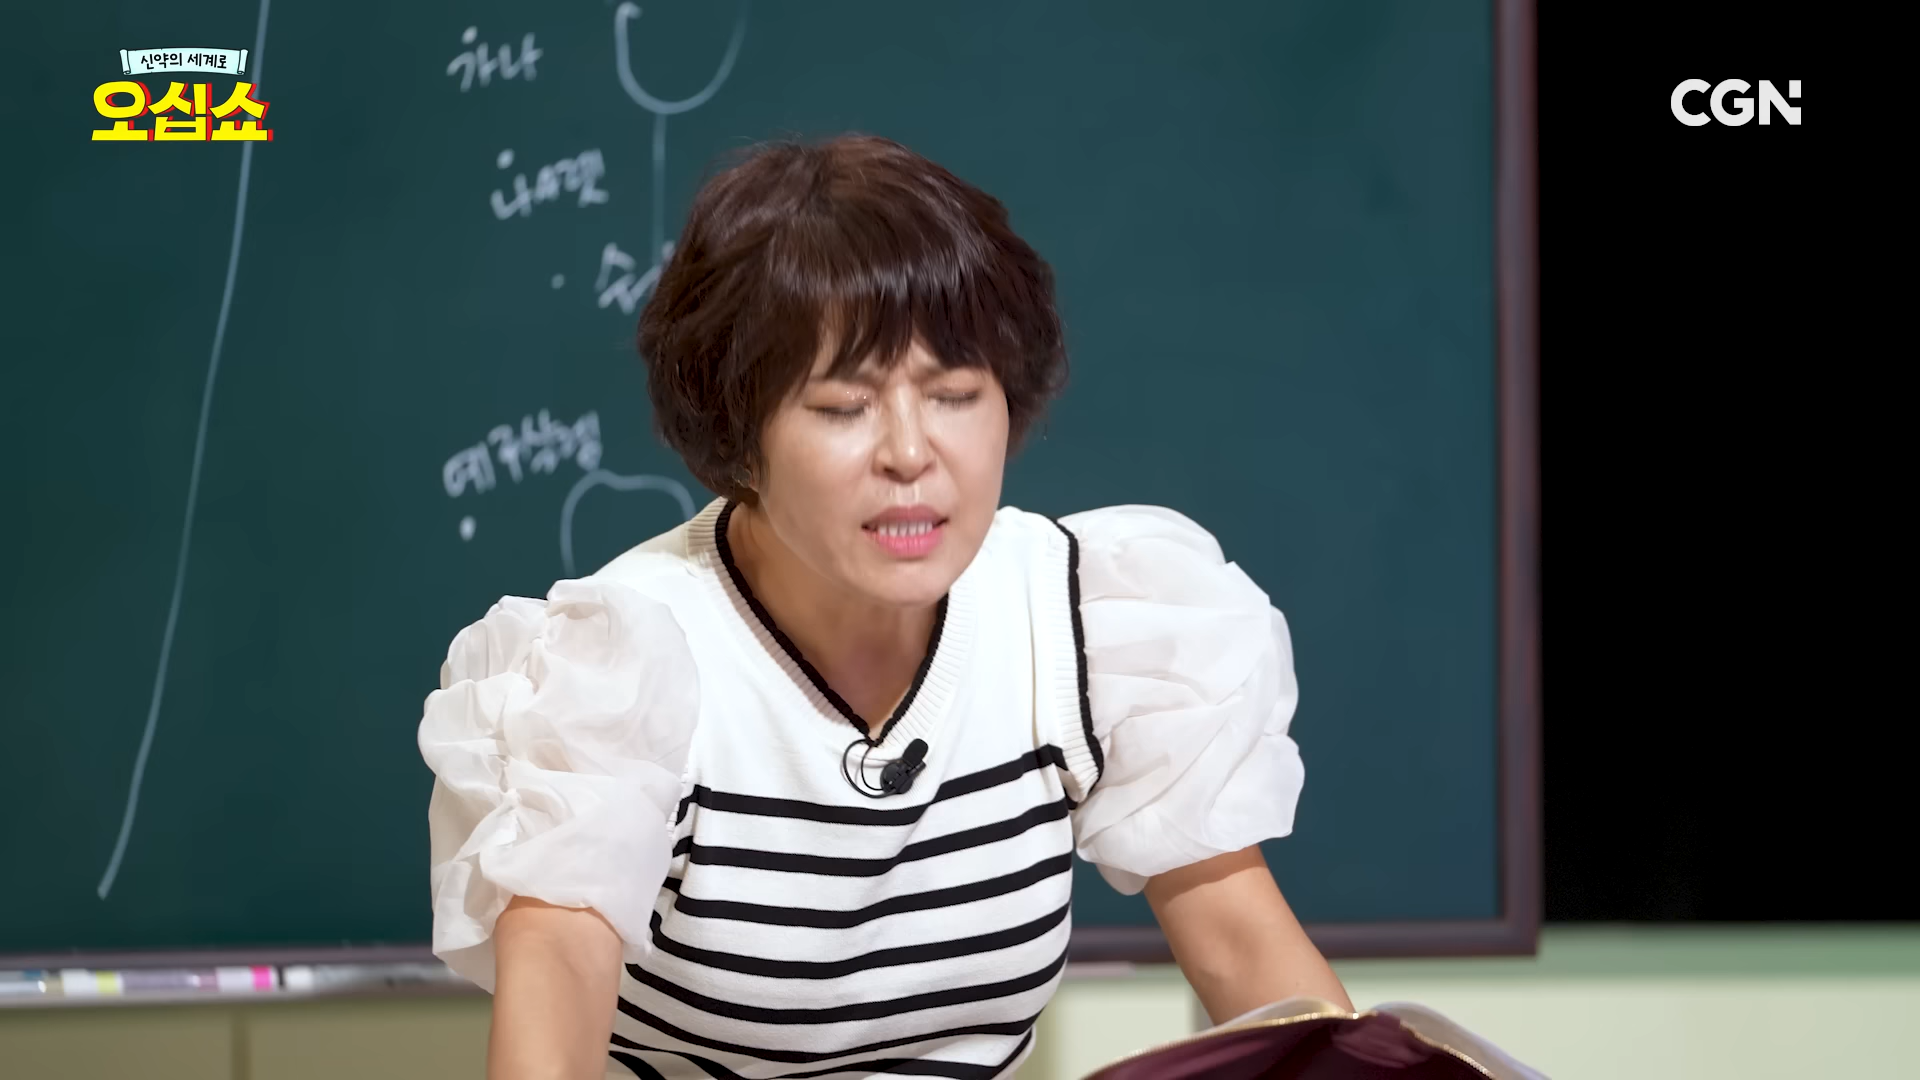 신약의 세계로
오십쇼
CGN
가나
나사렛
예루살렘